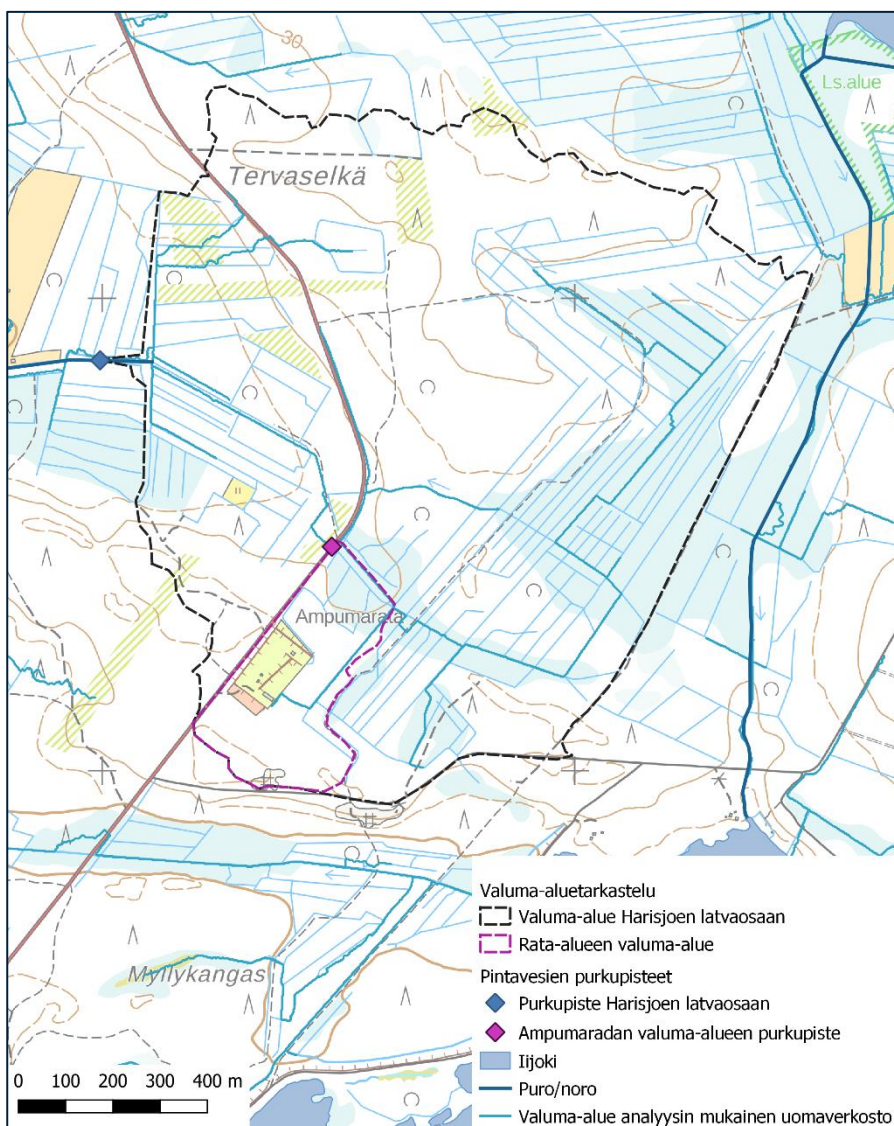 30
Ls.alue
Tervaselkä
Ampumarata
Myllykangas
Valuma-aluetarkastelu
Valuma-alue Harisjoen latvaosaan
Rata-alueen valuma-alue
Pintavesien purkupisteet
Purkupiste Harisjoen latvaosaan
Ampumaradan valuma-alueen purkupiste
Iijoki
Puro/noro
Valuma-alue analyysin mukainen uomaverkosto
0 100 200 300 400 m